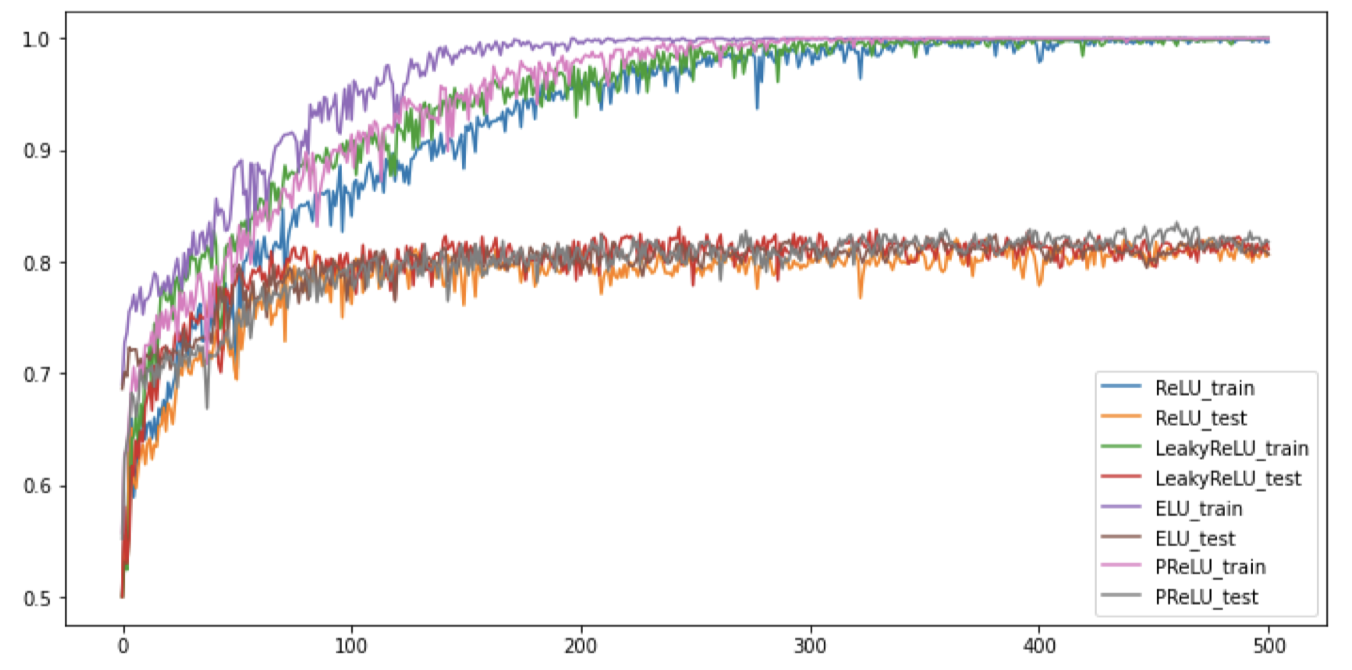 1.0
0.9
0.8
0.7
0.6
0.5
0
100
200
300
400
500
ReLU_train
ReLU_test
LeakyReLU_train
LeakyReLU_test
ELU_train
ELU_test
PReLU_train
PReLU_test